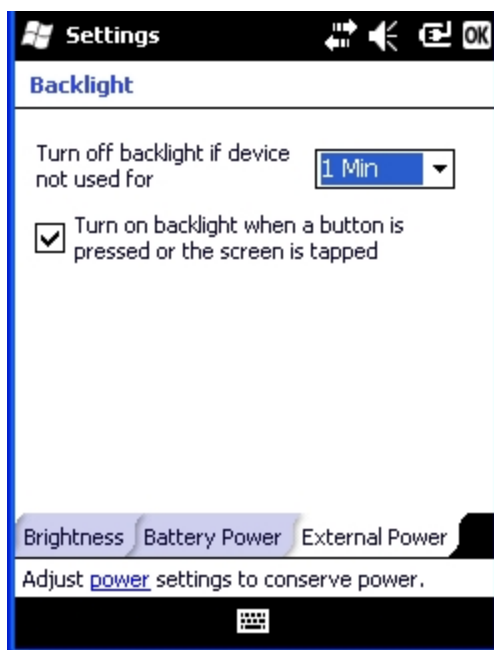 Settings
OK
Backlight
Turn off backlight if device
not used for
1 Min
Turn on backlight when a button is
pressed or the screen is tapped
Brightness Battery Power External Power
Adjust power settings to conserve power.